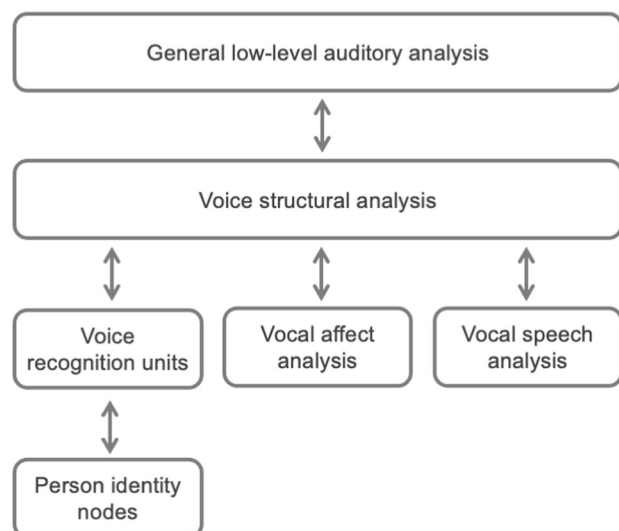 General low-level auditory analysis
Voice structural analysis
Voice
recognition units
Vocal affect
analysis
Vocal speech
analysis
Person identity
nodes